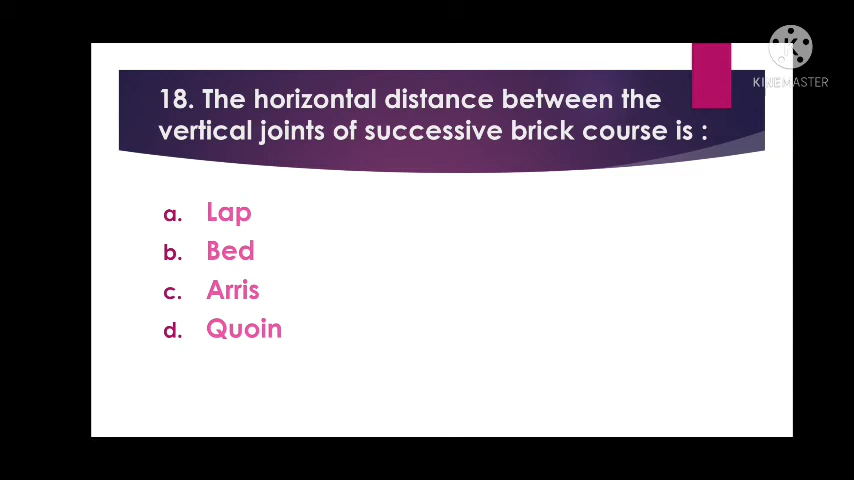 KINEMASTER
18. The horizontal distance between the
vertical joints of successive brick course is :
a. Lap
b. Bed
c. Arris
d. Quoin